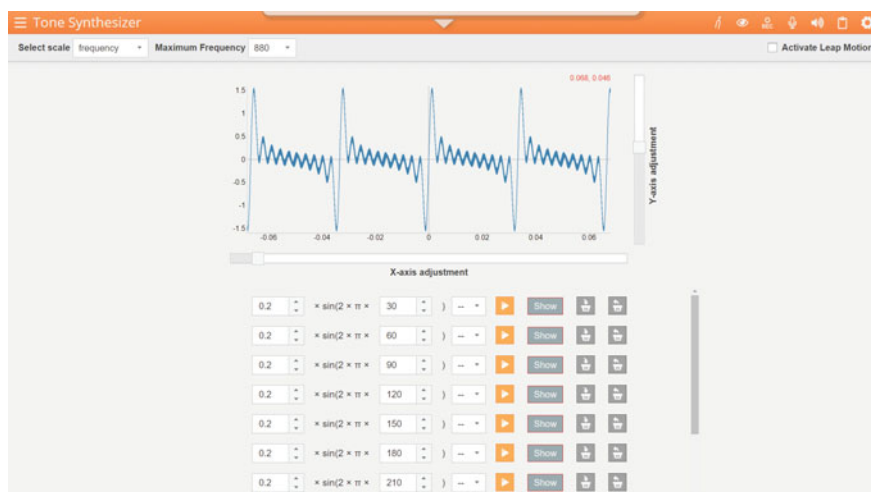 Tone Synthesizer
Select scale frequency Maximum Frequency 880 Activate Leap Motion
0.068, 0.046
1.5
1
0.5
0
-0.5
-1
-1.5
-0.06 -0.04 -0.02 0 0.02 0.04 0.06
Y-axis adjustment
X-axis adjustment
0.2 × sin(2 × π × 30 ) -- Show
0.2 × sin(2 × π × 60 ) -- Show
0.2 × sin(2 × π × 90 ) -- Show
0.2 × sin(2 × π × 120 ) -- Show
0.2 × sin(2 × π × 150 ) -- Show
0.2 × sin(2 × π × 180 ) -- Show
0.2 × sin(2 × π × 210 ) -- Show